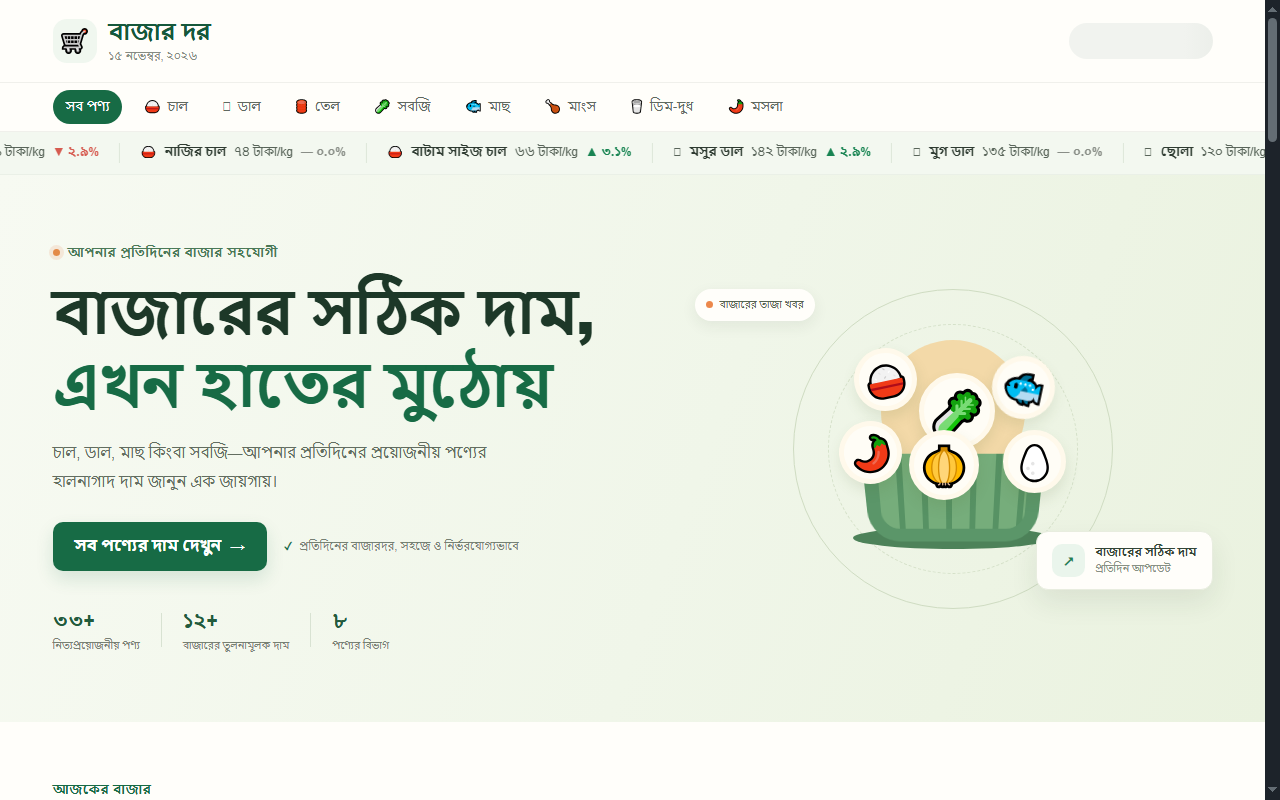 বাজার দর
১৫ নভেম্বর, ২০২৬
সব পণ্য চাল ডাল তেল সবজি মাছ মাংস ডিম-দুধ মসলা
টাকা/kg ▼ ২.৯% নাজির চাল ৭৪ টাকা/kg — ০.০% বাটাম সাইজ চাল ৬৬ টাকা/kg ▲ ৩.১% মসুর ডাল ১৪২ টাকা/kg ▲ ২.৯% মুগ ডাল ১৩৫ টাকা/kg — ০.০% ছোলা ১২০ টাকা/kg
আপনার প্রতিদিনের বাজার সহযোগী
বাজারের সঠিক দাম,
এখন হাতের মুঠোয়
বাজারের তাজা খবর
চাল, ডাল, মাছ কিংবা সবজি—আপনার প্রতিদিনের প্রয়োজনীয় পণ্যের
হালনাগাদ দাম জানুন এক জায়গায়।
সব পণ্যের দাম দেখুন →
✓ প্রতিদিনের বাজারদর, সহজে ও নির্ভরযোগ্যভাবে
↗ বাজারের সঠিক দাম
প্রতিদিন আপডেট
৩৩+ ১২+ ৮
নিত্যপ্রয়োজনীয় পণ্য বাজারের তুলনামূলক দাম পণ্যের বিভাগ
আজকের বাজার